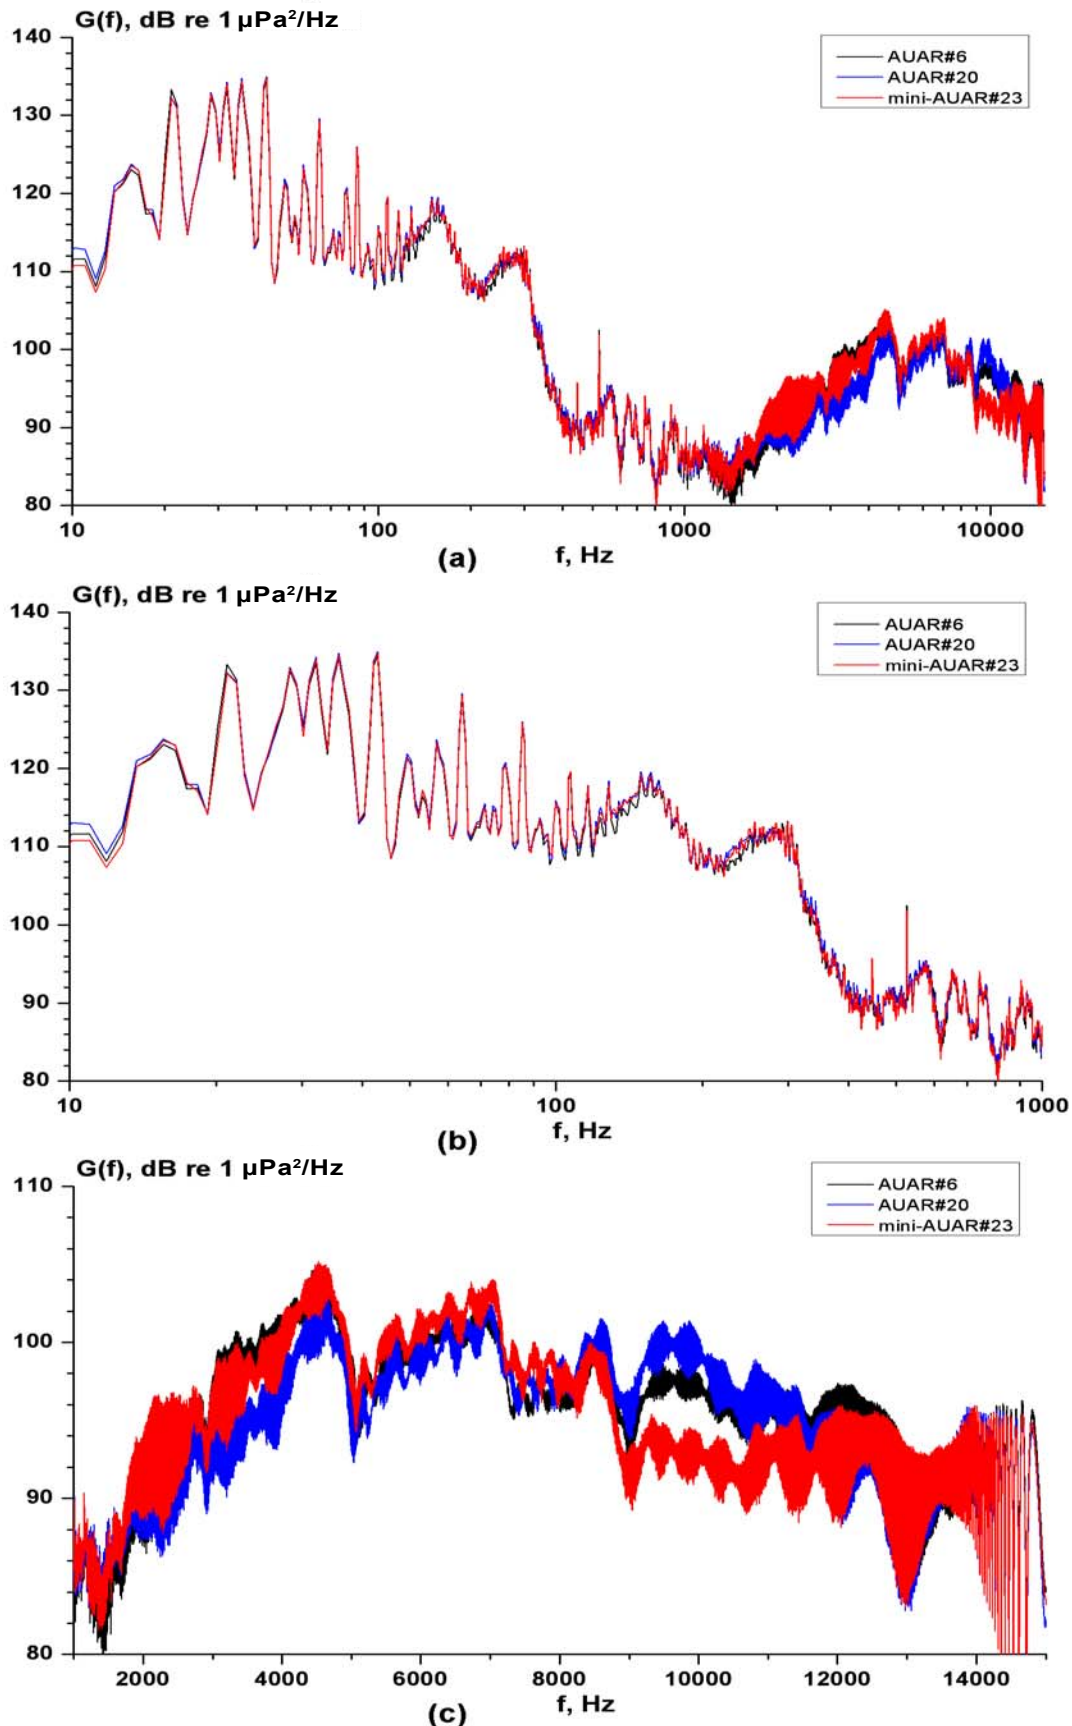 G(f), dB re 1 µPa²/Hz
140
AUAR#6
AUAR#20
mini-AUAR#23
130
120
110
100
90
80
10 100 1000 10000
f, Hz
(a)
G(f), dB re 1 µPa²/Hz
140
AUAR#6
AUAR#20
mini-AUAR#23
130
120
110
100
90
80
10 100 1000
f, Hz
(b)
G(f), dB re 1 µPa²/Hz
110
AUAR#6
AUAR#20
mini-AUAR#23
100
90
80
2000 4000 6000 8000 10000 12000 14000
f, Hz
(c)